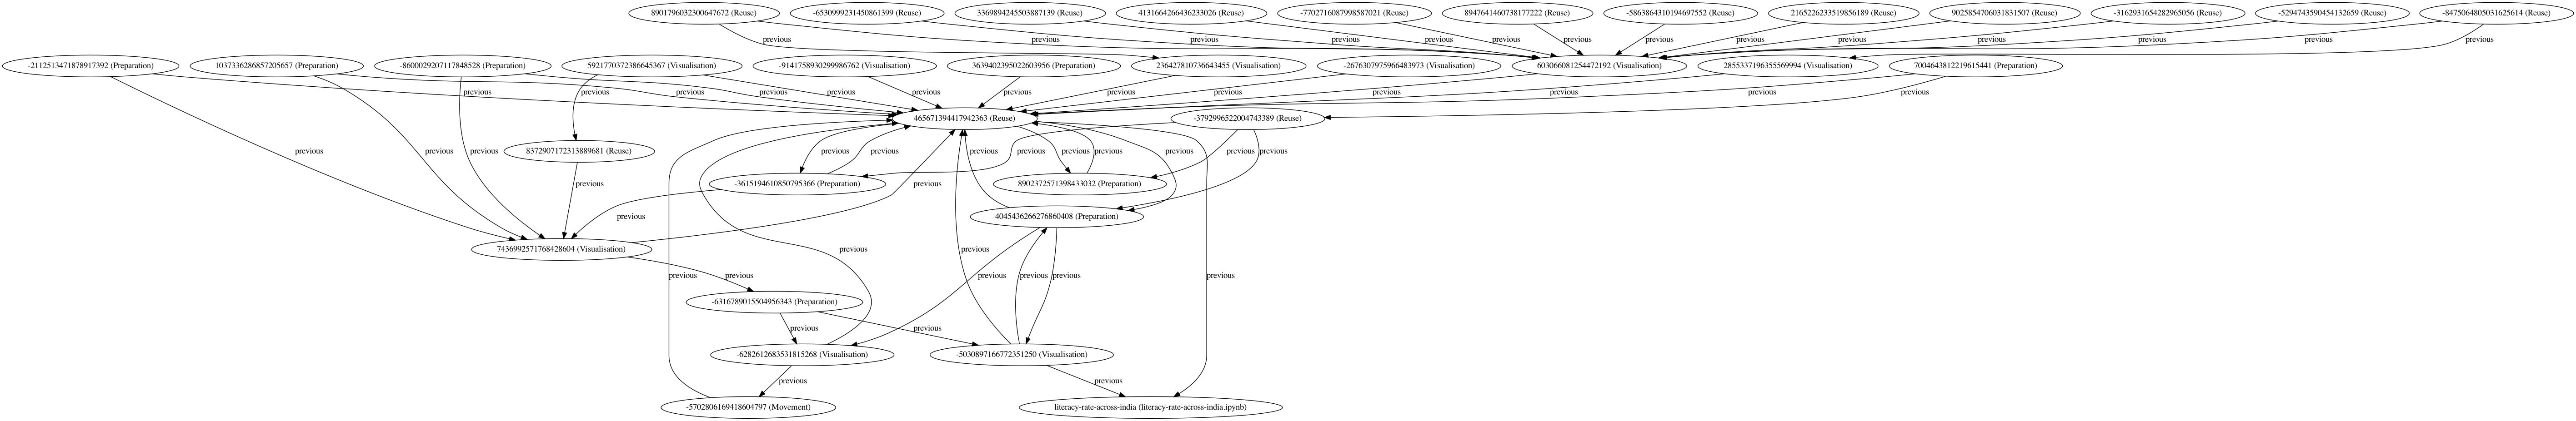 8901796032300647672 (Reuse)
-6530999231450861399 (Reuse)
3369894245503887139 (Reuse)
4131664266436233026 (Reuse)
-7702716087998587021 (Reuse)
8947641460738177222 (Reuse)
-5863864310194697552 (Reuse)
2165226233519856189 (Reuse)
9025854706031831507 (Reuse)
-3162931654282965056 (Reuse)
-5294743590454132659 (Reuse)
-8475064805031625614 (Reuse)
previous
previous
previous
previous
previous
previous
previous
previous
previous
previous
previous
previous
previous
previous
-2112513471878917392 (Preparation)
1037336286857205657 (Preparation)
-8600029207117848528 (Preparation)
5921770372386645367 (Visualisation)
-9141758930299986762 (Visualisation)
3639402395022603956 (Preparation)
236427810736643455 (Visualisation)
-2676307975966483973 (Visualisation)
603066081254472192 (Visualisation)
2855337196355569994 (Visualisation)
7004643812219615441 (Preparation)
previous
previous
previous
previous
previous
previous
previous
previous
previous
previous
previous
previous
previous
465671394417942363 (Reuse)
-3792996522004743389 (Reuse)
previous
previous
8372907172313889681 (Reuse)
previous
previous
previous
previous
previous
previous
previous
previous
previous
previous
-3615194610850795366 (Preparation)
8902372571398433032 (Preparation)
previous
4045436266276860408 (Preparation)
7436992571768428604 (Visualisation)
previous
previous
previous
previous
previous
previous
previous
previous
previous
-6316789015504956343 (Preparation)
previous
previous
-6282612683531815268 (Visualisation)
-5030897166772351250 (Visualisation)
previous
previous
-5702806169418604797 (Movement)
literacy-rate-across-india (literacy-rate-across-india.ipynb)